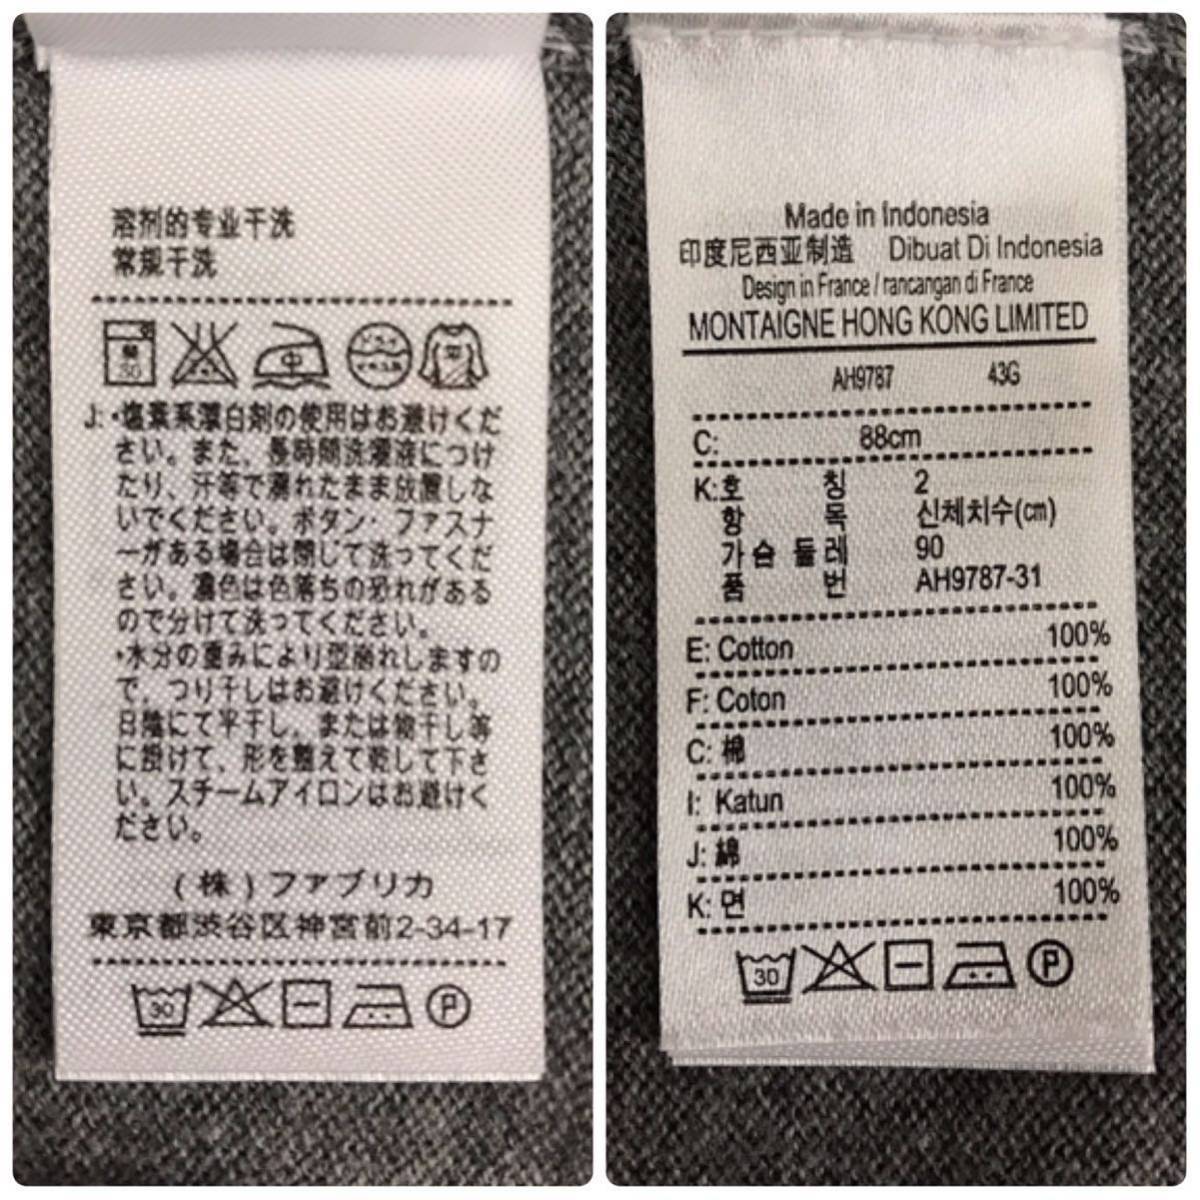 溶剂的专业干洗
常规干洗
30 中 ドライ
J: ・塩素系漂白剤の使用はお避けくだ
さい。また、長時間洗濯液につけ
たり、汗等で濡れたまま放置しな
いでください。ボタン・ファスナ
ーがある場合は閉じて洗ってくだ
さい。濃色は色落ちの恐れがある
ので分けて洗ってください。
・水分の重みにより型崩れしますの
で、つり干しはお避けください。
日陰にて平干し、または物干し等
に掛けて、形を整えて乾して下さ
い。スチームアイロンはお避けく
ださい。
(株)ファブリカ
東京都渋谷区神宮前2-34-17
30 P
Made in Indonesia
印度尼西亚制造 Dibuat Di Indonesia
Design in France / rancangan di France
MONTAIGNE HONG KONG LIMITED
AH9787 43G
C: 88cm
K:호 칭 2
항 목 신체치수(cm)
가슴 둘레 90
품 번 AH9787-31
E: Cotton 100%
F: Coton 100%
C: 棉 100%
I: Katun 100%
J: 綿 100%
K: 면 100%
30 P